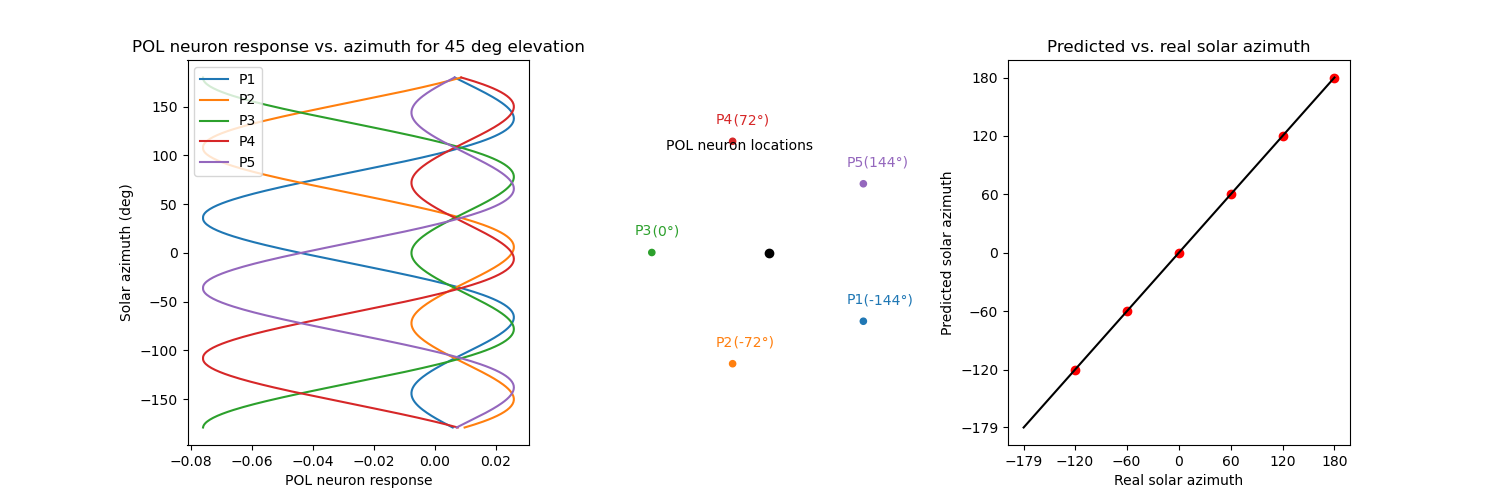 POL neuron response vs. azimuth for 45 deg elevation
P1
P2
P3
P4
P5
150
100
50
0
−50
−100
−150
Solar azimuth (deg)
−0.08 −0.06 −0.04 −0.02 0.00 0.02
POL neuron response
P4(72°)
POL neuron locations
P5(144°)
P3(0°)
P1(-144°)
P2(-72°)
Predicted vs. real solar azimuth
180
120
60
0
−60
−120
−179
Predicted solar azimuth
−179 −120 −60 0 60 120 180
Real solar azimuth